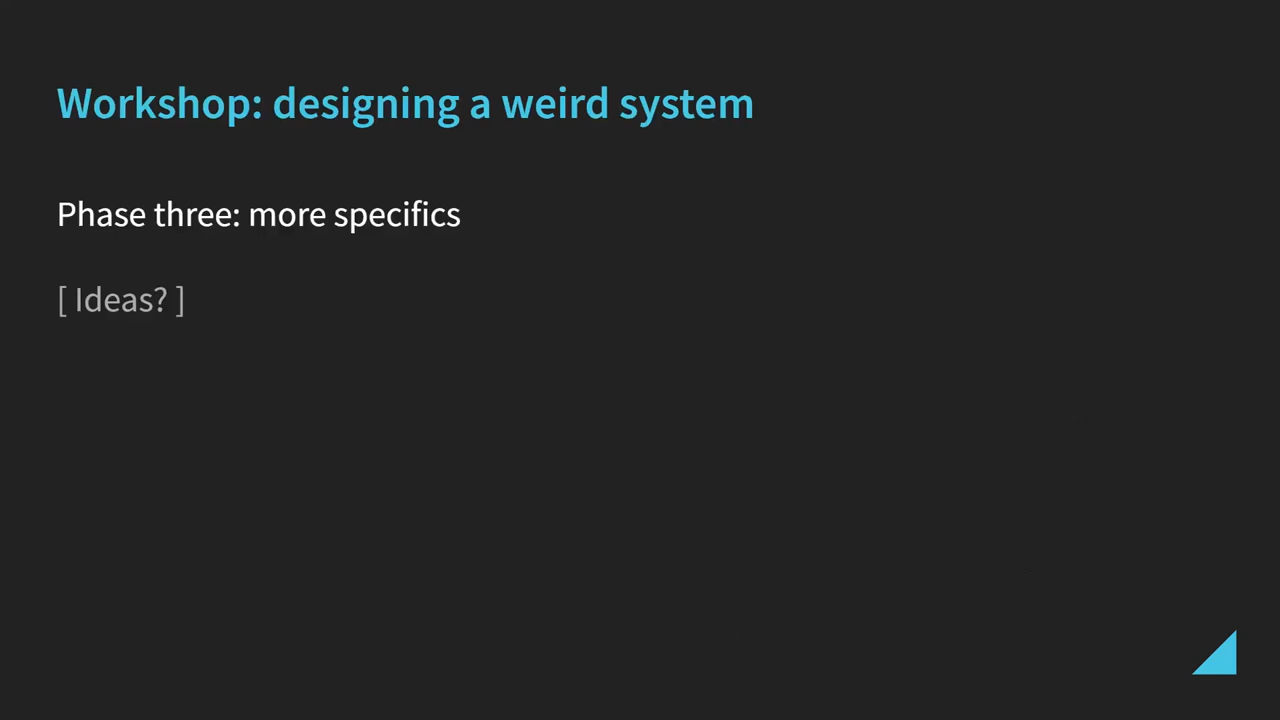 Workshop: designing a weird system
Phase three: more specifics
[ Ideas? ]